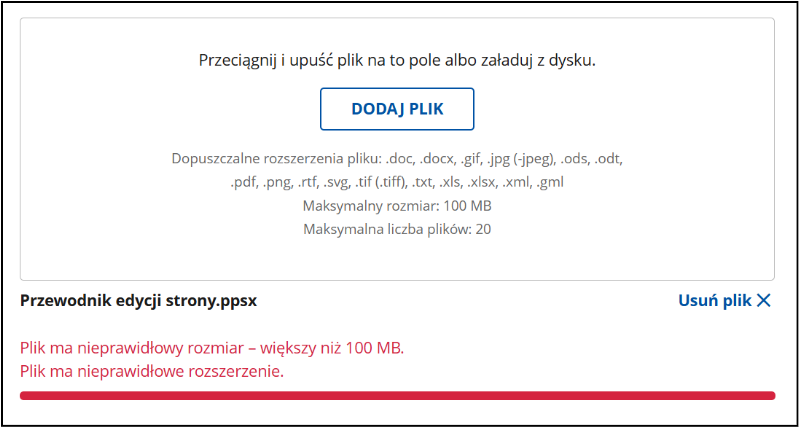 Przeciągnij i upuść plik na to pole albo załaduj z dysku.
DODAJ PLIK
Dopuszczalne rozszerzenia pliku: .doc, .docx, .gif, .jpg (-jpeg), .ods, .odt,
.pdf, .png, .rtf, .svg, .tif (.tiff), .txt, .xls, .xlsx, .xml, .gml
Maksymalny rozmiar: 100 MB
Maksymalna liczba plików: 20
Przewodnik edycji strony.ppsx
Usuń plik
Plik ma nieprawidłowy rozmiar – większy niż 100 MB.
Plik ma nieprawidłowe rozszerzenie.